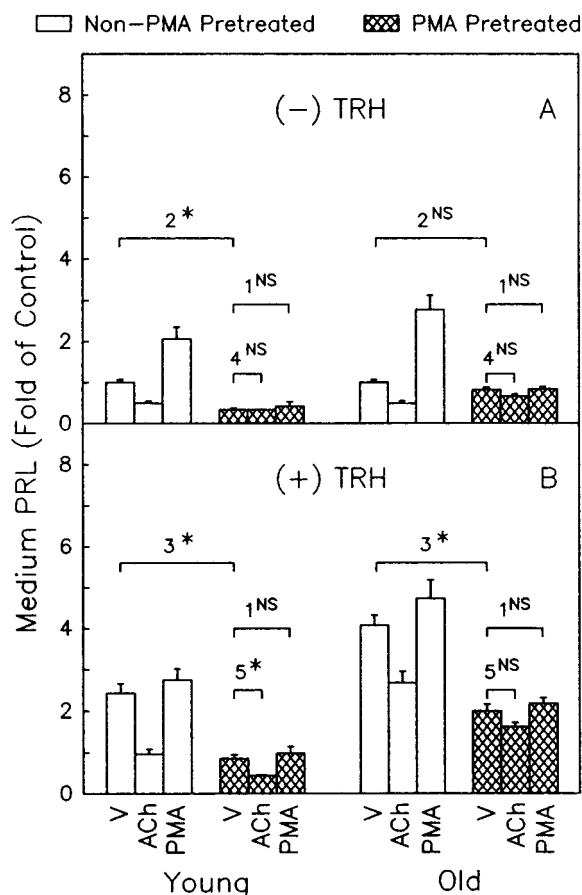 Non-PMA Pretreated PMA Pretreated
Medium PRL (Fold of Control)
8
6
4
2
0
(−) TRH A
2* 2NS
1NS 1NS
4NS 4NS
8
6
4
2
0
(+) TRH B
3* 3*
1NS 1NS
5* 5NS
V ACh PMA V ACh PMA V ACh PMA V ACh PMA
Young Old